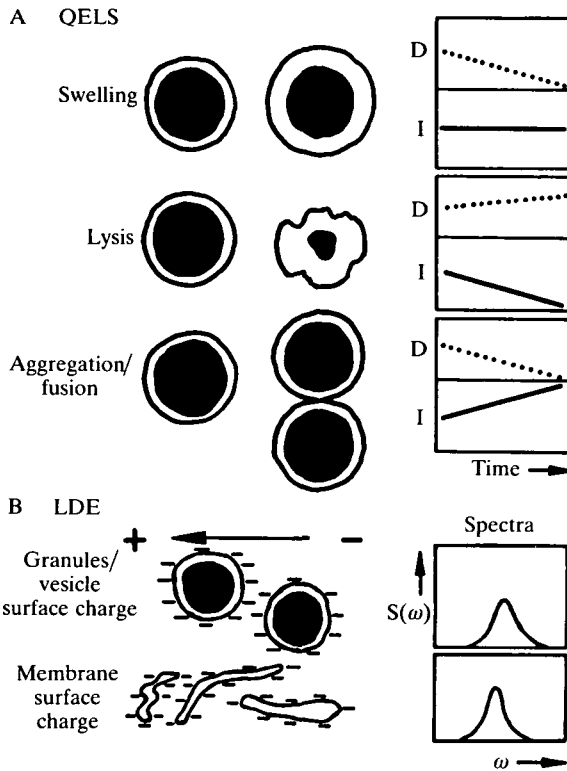 A QELS
Swelling
D
I
Lysis
D
I
Aggregation/
fusion
D
I
Time
B LDE
+
–
Granules/
vesicle
surface charge
Spectra
S(ω)
Membrane
surface
charge
ω